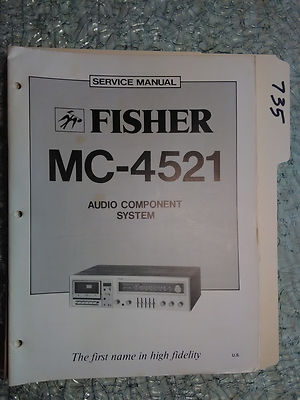 SERVICE MANUAL
735
FISHER
MC-4521
AUDIO COMPONENT
SYSTEM
The first name in high fidelity
U.S.